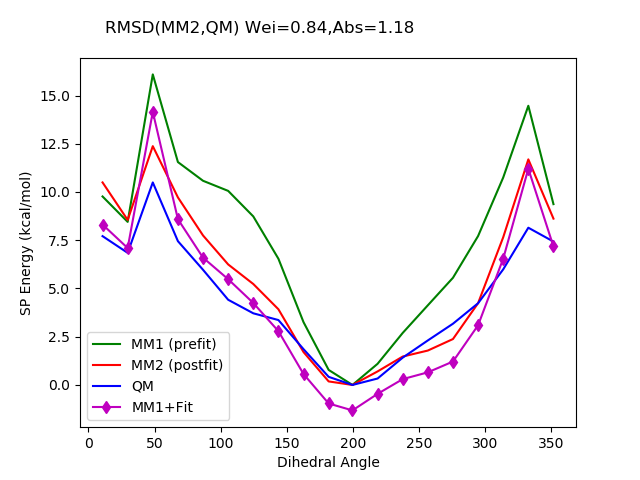 RMSD(MM2,QM) Wei=0.84,Abs=1.18
15.0
12.5
10.0
7.5
5.0
2.5
0.0
SP Energy (kcal/mol)
MM1 (prefit)
MM2 (postfit)
QM
MM1+Fit
0 50 100 150 200 250 300 350
Dihedral Angle